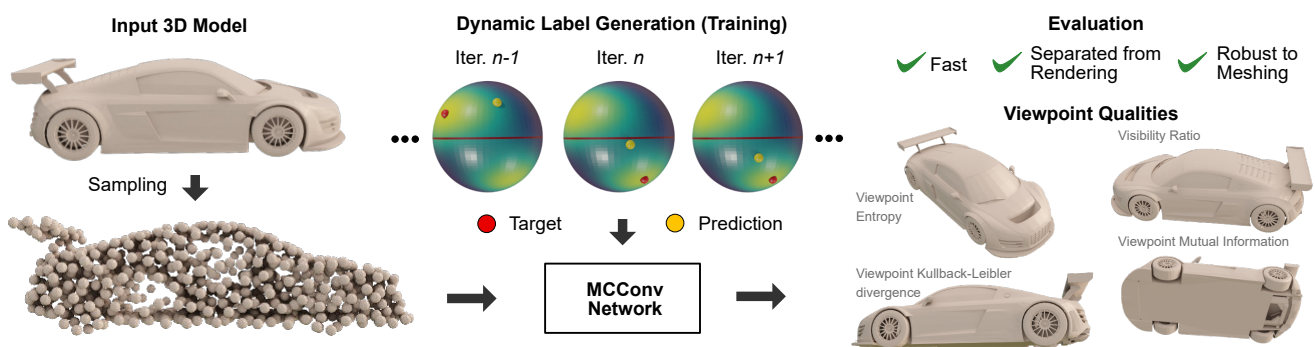 Input 3D Model
Sampling
Dynamic Label Generation (Training)
Iter. n-1
Iter. n
Iter. n+1
Target
Prediction
MCConv
Network
Evaluation
Fast
Separated from
Rendering
Robust to
Meshing
Viewpoint Qualities
Visibility Ratio
Viewpoint
Entropy
Viewpoint Mutual Information
Viewpoint Kullback-Leibler
divergence